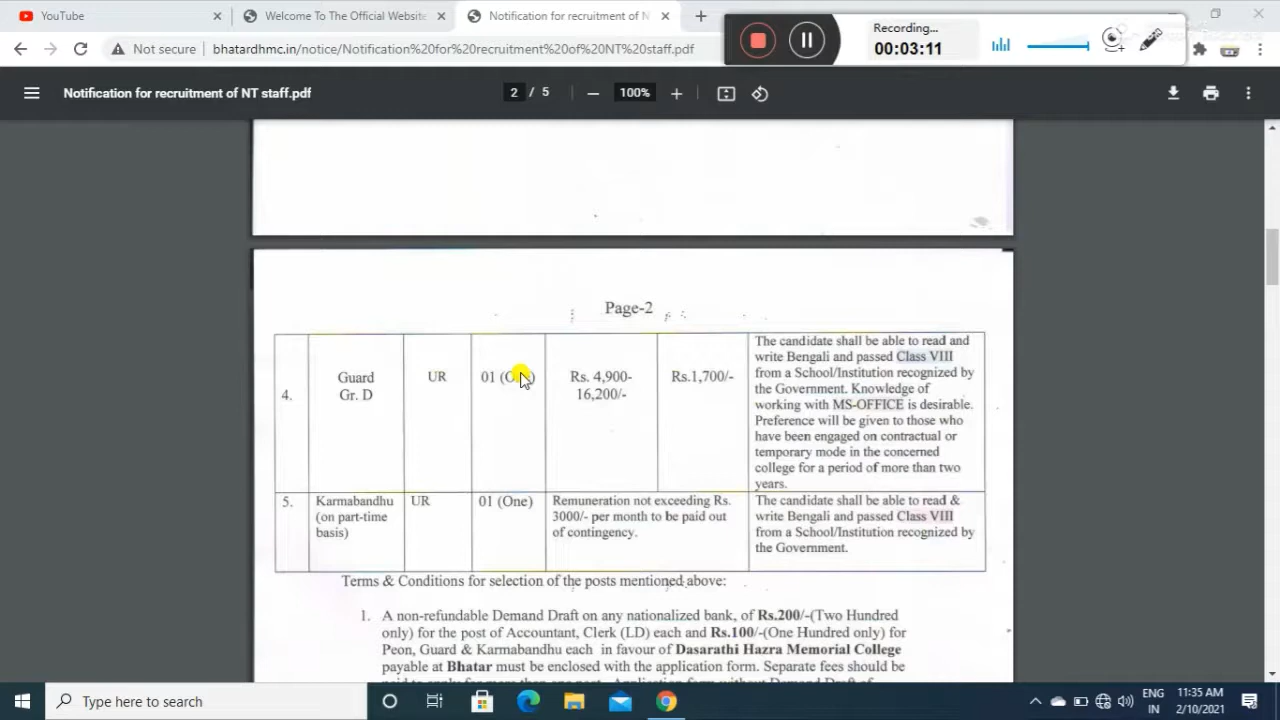 YouTube
Welcome To The Official Website
Notification for recruitment of N
Recording...
00:03:11
Not secure
bhatardhmc.in/notice/Notification%20for%20recruitment%20of%20NT%20staff.pdf
Notification for recruitment of NT staff.pdf
2 / 5
100%
Page-2
4.
Guard
Gr. D
UR
01 (One)
Rs. 4,900-
16,200/-
Rs.1,700/-
The candidate shall be able to read and
write Bengali and passed Class VIII
from a School/Institution recognized by
the Government. Knowledge of
working with MS-OFFICE is desirable.
Preference will be given to those who
have been engaged on contractual or
temporary mode in the concerned
college for a period of more than two
years.
5.
Karmabandhu
(on part-time
basis)
UR
01 (One)
Remuneration not exceeding Rs.
3000/- per month to be paid out
of contingency.
The candidate shall be able to read &
write Bengali and passed Class VIII
from a School/Institution recognized by
the Government.
Terms & Conditions for selection of the posts mentioned above:
1. A non-refundable Demand Draft on any nationalized bank, of Rs.200/-(Two Hundred
only) for the post of Accountant, Clerk (LD) each and Rs.100/-(One Hundred only) for
Peon, Guard & Karmabandhu each in favour of Dasarathi Hazra Memorial College
payable at Bhatar must be enclosed with the application form. Separate fees should be
Type here to search
ENG
IN
11:35 AM
2/10/2021